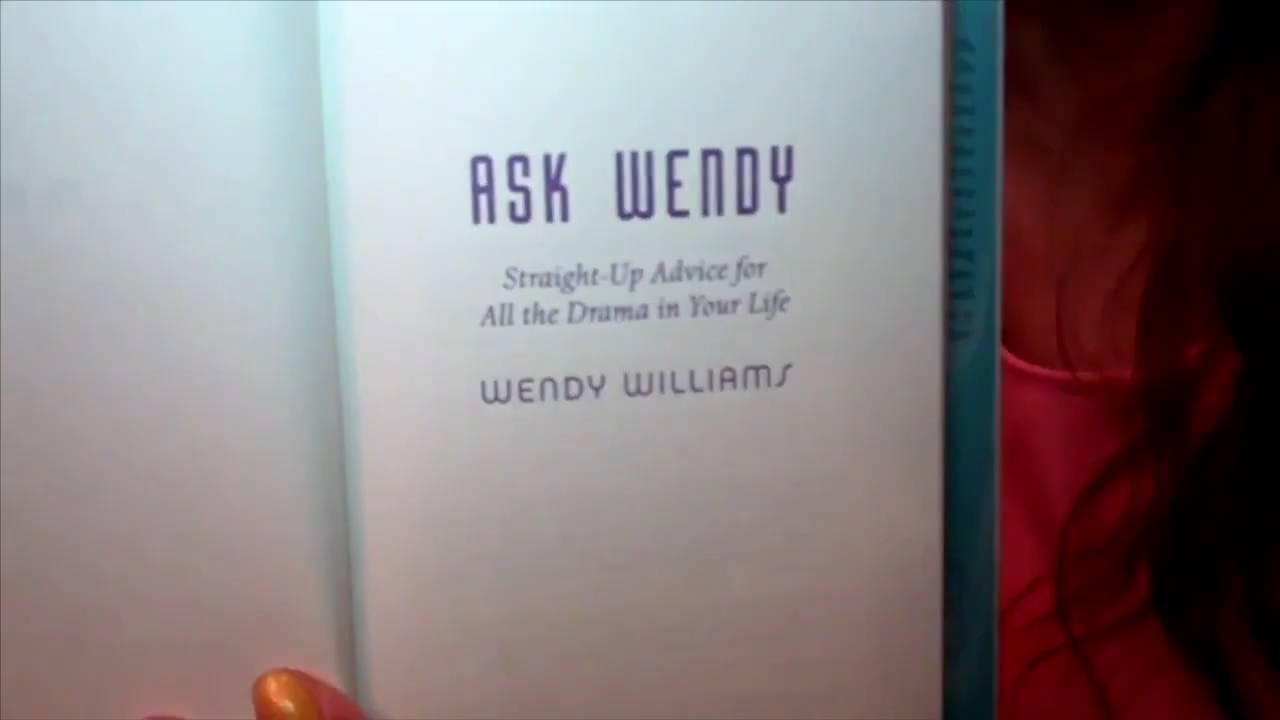 ASK WENDY
Straight-Up Advice for
All the Drama in Your Life
WENDY WILLIAMS